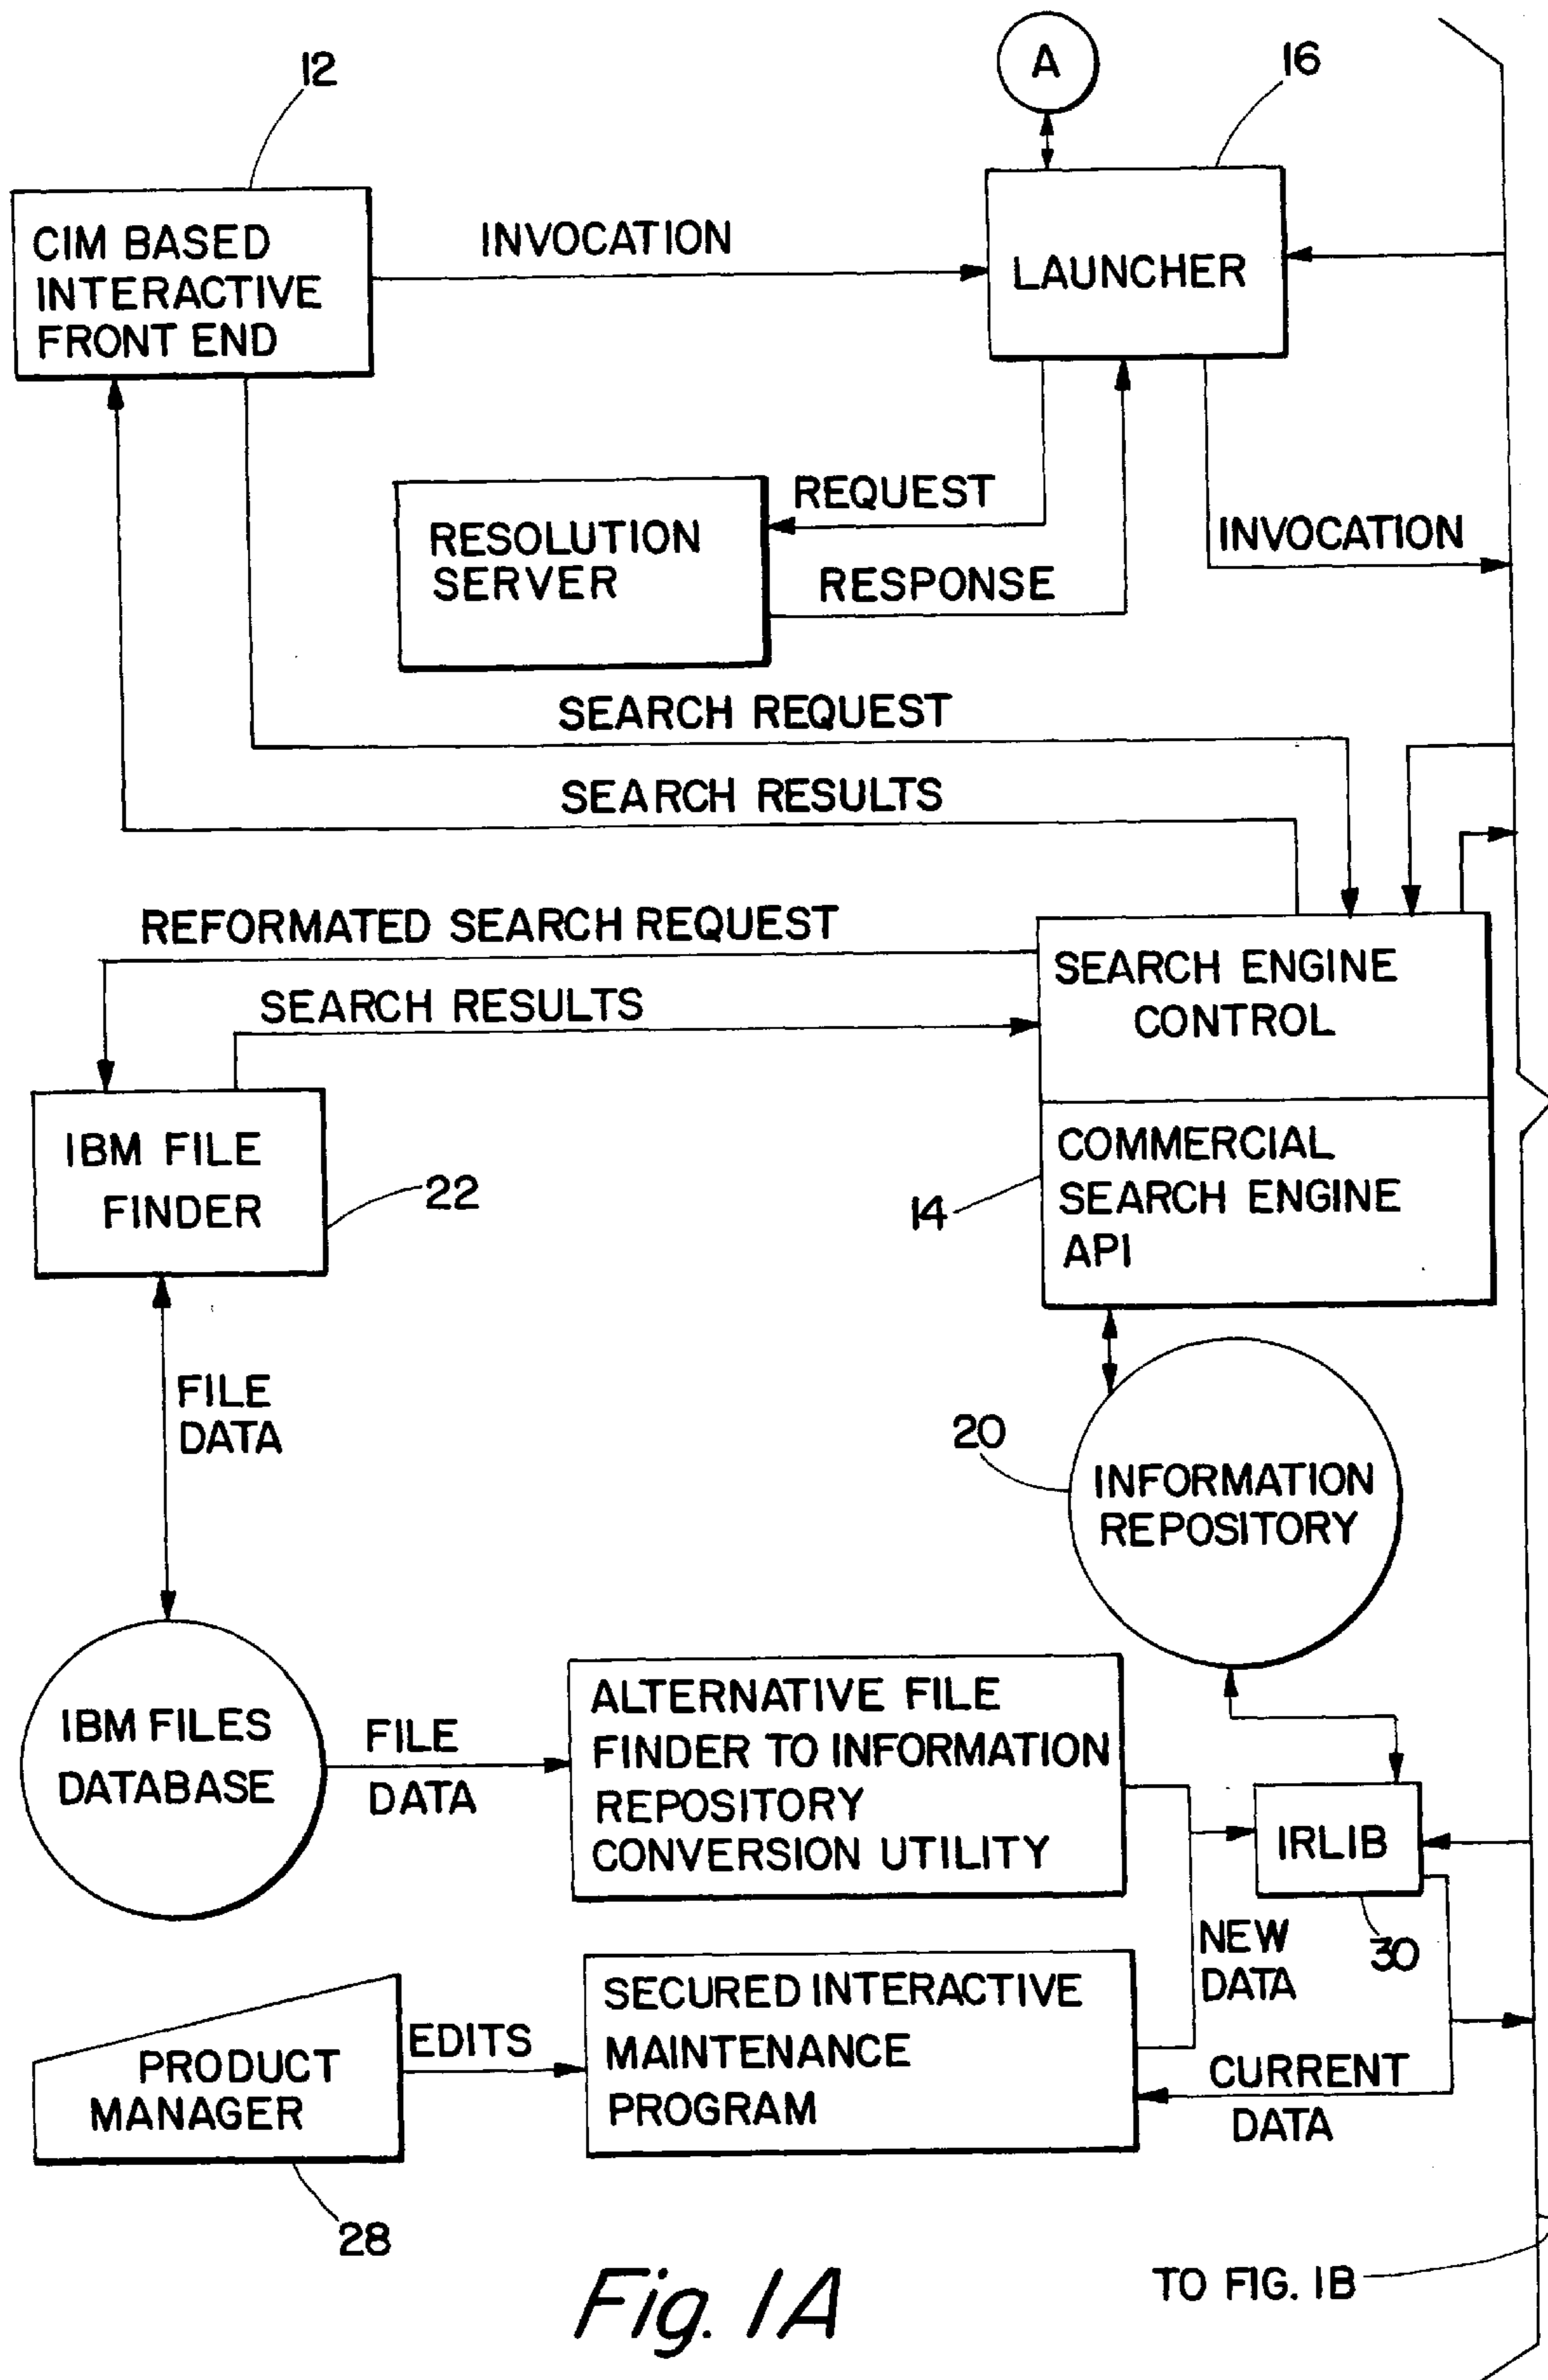 12
A
16
CIM BASED
INTERACTIVE
FRONT END
INVOCATION
LAUNCHER
RESOLUTION
SERVER
REQUEST
RESPONSE
INVOCATION
SEARCH REQUEST
SEARCH RESULTS
REFORMATED SEARCH REQUEST
SEARCH RESULTS
SEARCH ENGINE
CONTROL
IBM FILE
FINDER
22
14
COMMERCIAL
SEARCH ENGINE
API
FILE
DATA
20
INFORMATION
REPOSITORY
IBM FILES
DATABASE
FILE
DATA
ALTERNATIVE FILE
FINDER TO INFORMATION
REPOSITORY
CONVERSION UTILITY
IRLIB
30
NEW
DATA
PRODUCT
MANAGER
28
EDITS
SECURED INTERACTIVE
MAINTENANCE
PROGRAM
CURRENT
DATA
TO FIG. 1B
Fig. 1A